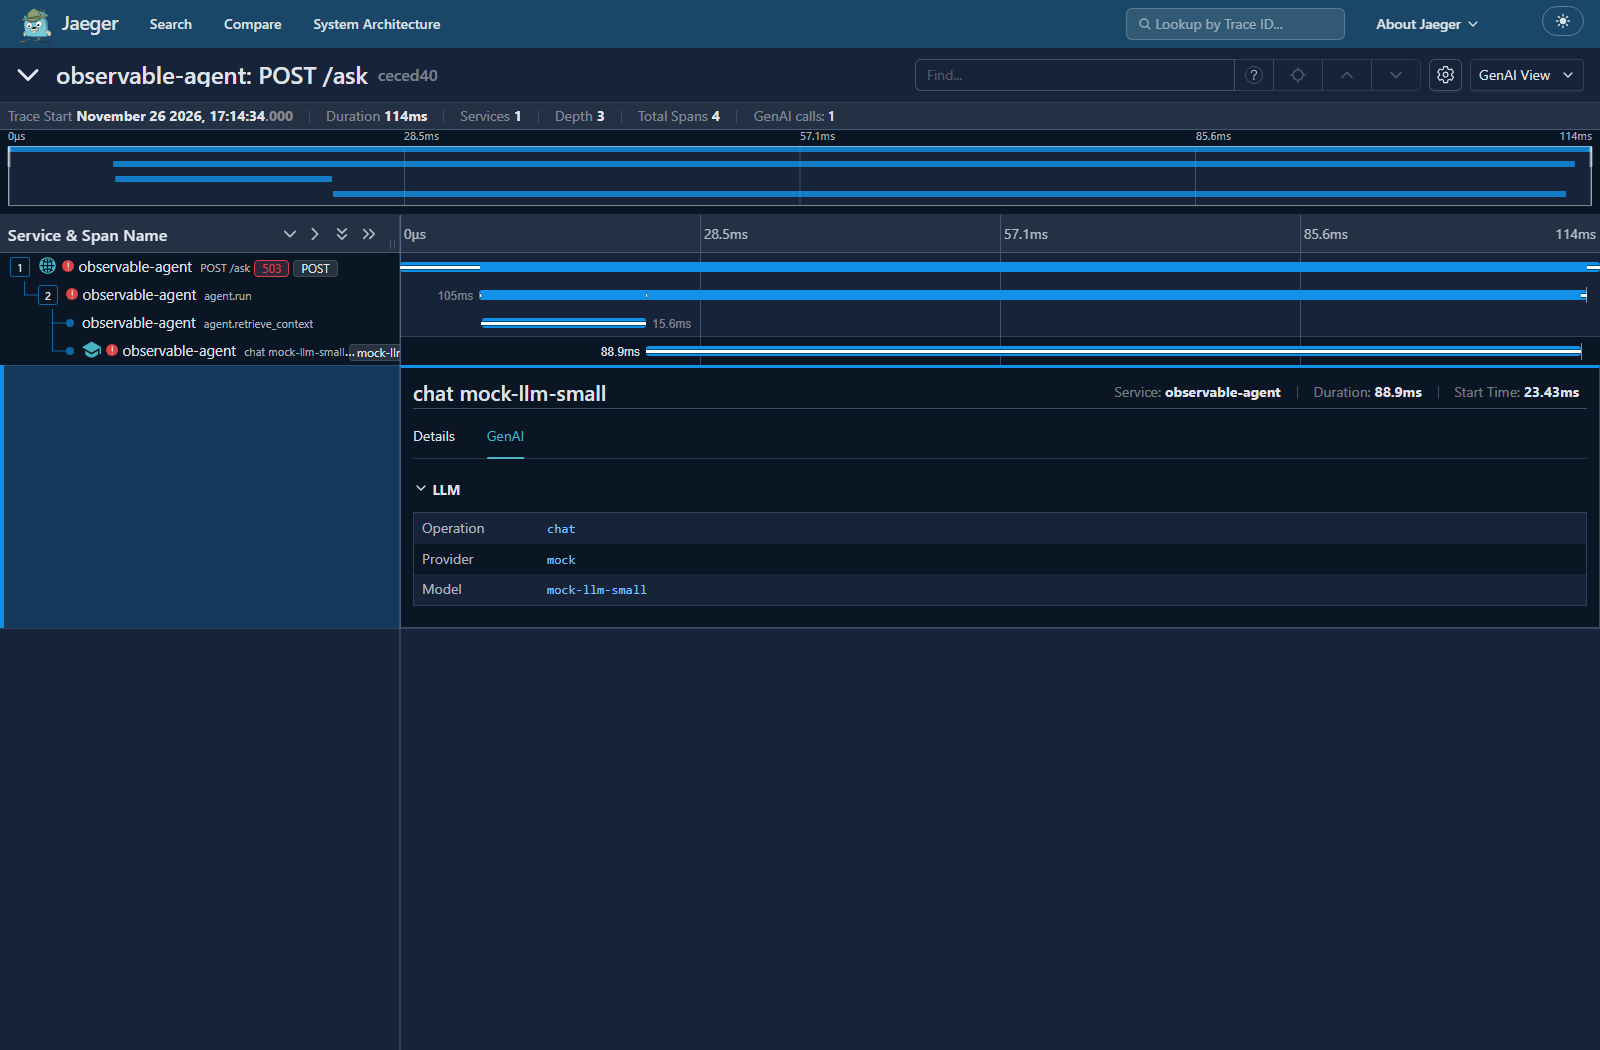 Jaeger Search Compare System Architecture Lookup by Trace ID... About Jaeger
observable-agent: POST /ask ceced40 Find... ? GenAI View
Trace Start November 26 2026, 17:14:34.000 Duration 114ms Services 1 Depth 3 Total Spans 4 GenAI calls: 1
0μs 28.5ms 57.1ms 85.6ms 114ms
Service & Span Name 0μs 28.5ms 57.1ms 85.6ms 114ms
1 observable-agent POST /ask 503 POST
2 observable-agent agent.run 105ms
observable-agent agent.retrieve_context 15.6ms
observable-agent chat mock-llm-small... mock-llm 88.9ms
chat mock-llm-small Service: observable-agent Duration: 88.9ms Start Time: 23.43ms
Details GenAI
LLM
Operation chat
Provider mock
Model mock-llm-small